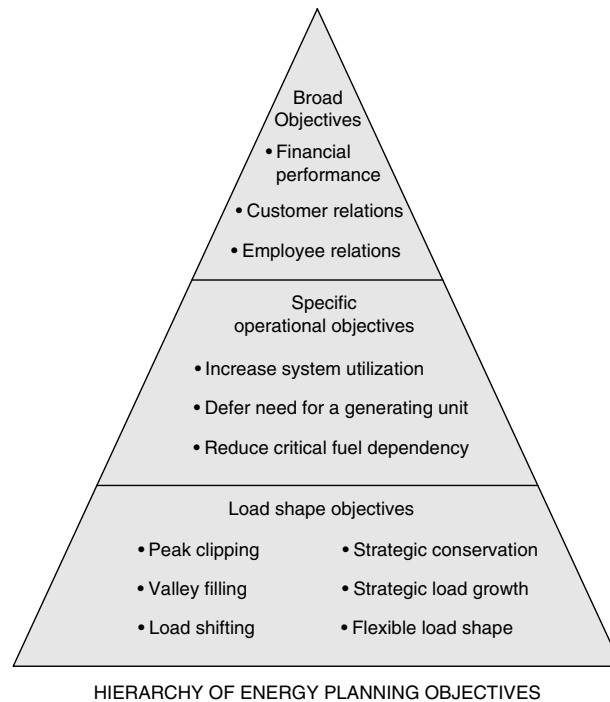 Broad
Objectives
• Financial
performance
• Customer relations
• Employee relations
Specific
operational objectives
• Increase system utilization
• Defer need for a generating unit
• Reduce critical fuel dependency
Load shape objectives
• Peak clipping
• Valley filling
• Load shifting
• Strategic conservation
• Strategic load growth
• Flexible load shape
HIERARCHY OF ENERGY PLANNING OBJECTIVES